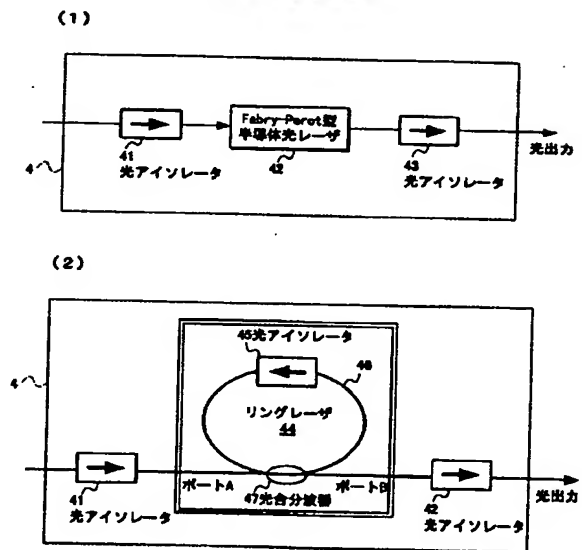 (1)
Fabry-Perot型
半導体光レーザ
41
光アイソレータ
42
43
光アイソレータ
光出力
4
(2)
45光アイソレータ
46
リングレーザ
44
4
ポートA
47光合分波器
ポートB
41
光アイソレータ
42
光アイソレータ
光出力